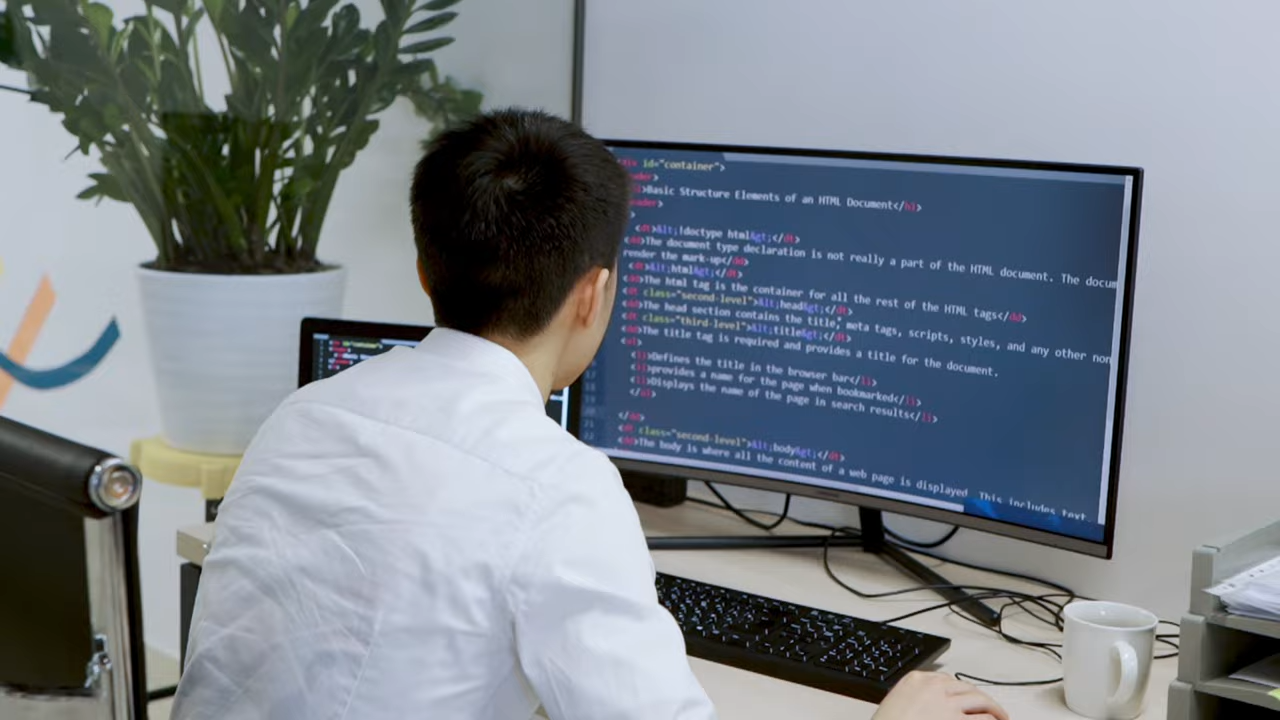 id="container">
>Basic Structure Elements of an HTML Document</h1>
>
<dt>&lt;!doctype html&gt;</dt>
<dd>The document type declaration is not really a part of the HTML document. The docum
render the mark-up</dd>
<dt>&lt;html&gt;</dt>
<dd>The html tag is the container for all the rest of the HTML tags</dd>
<dt class="second-level">&lt;head&gt;</dt>
<dd>The head section contains the title, meta tags, scripts, styles, and any other non
<dt class="third-level">&lt;title&gt;</dt>
<dd>The title tag is required and provides a title for the document.
<ul>
<li>Defines the title in the browser bar</li>
<li>provides a name for the page when bookmarked</li>
<li>Displays the name of the page in search results</li>
</ul>
</dd>
<dt class="second-level">&lt;body&gt;</dt>
<dd>The body is where all the content of a web page is displayed. This includes text,